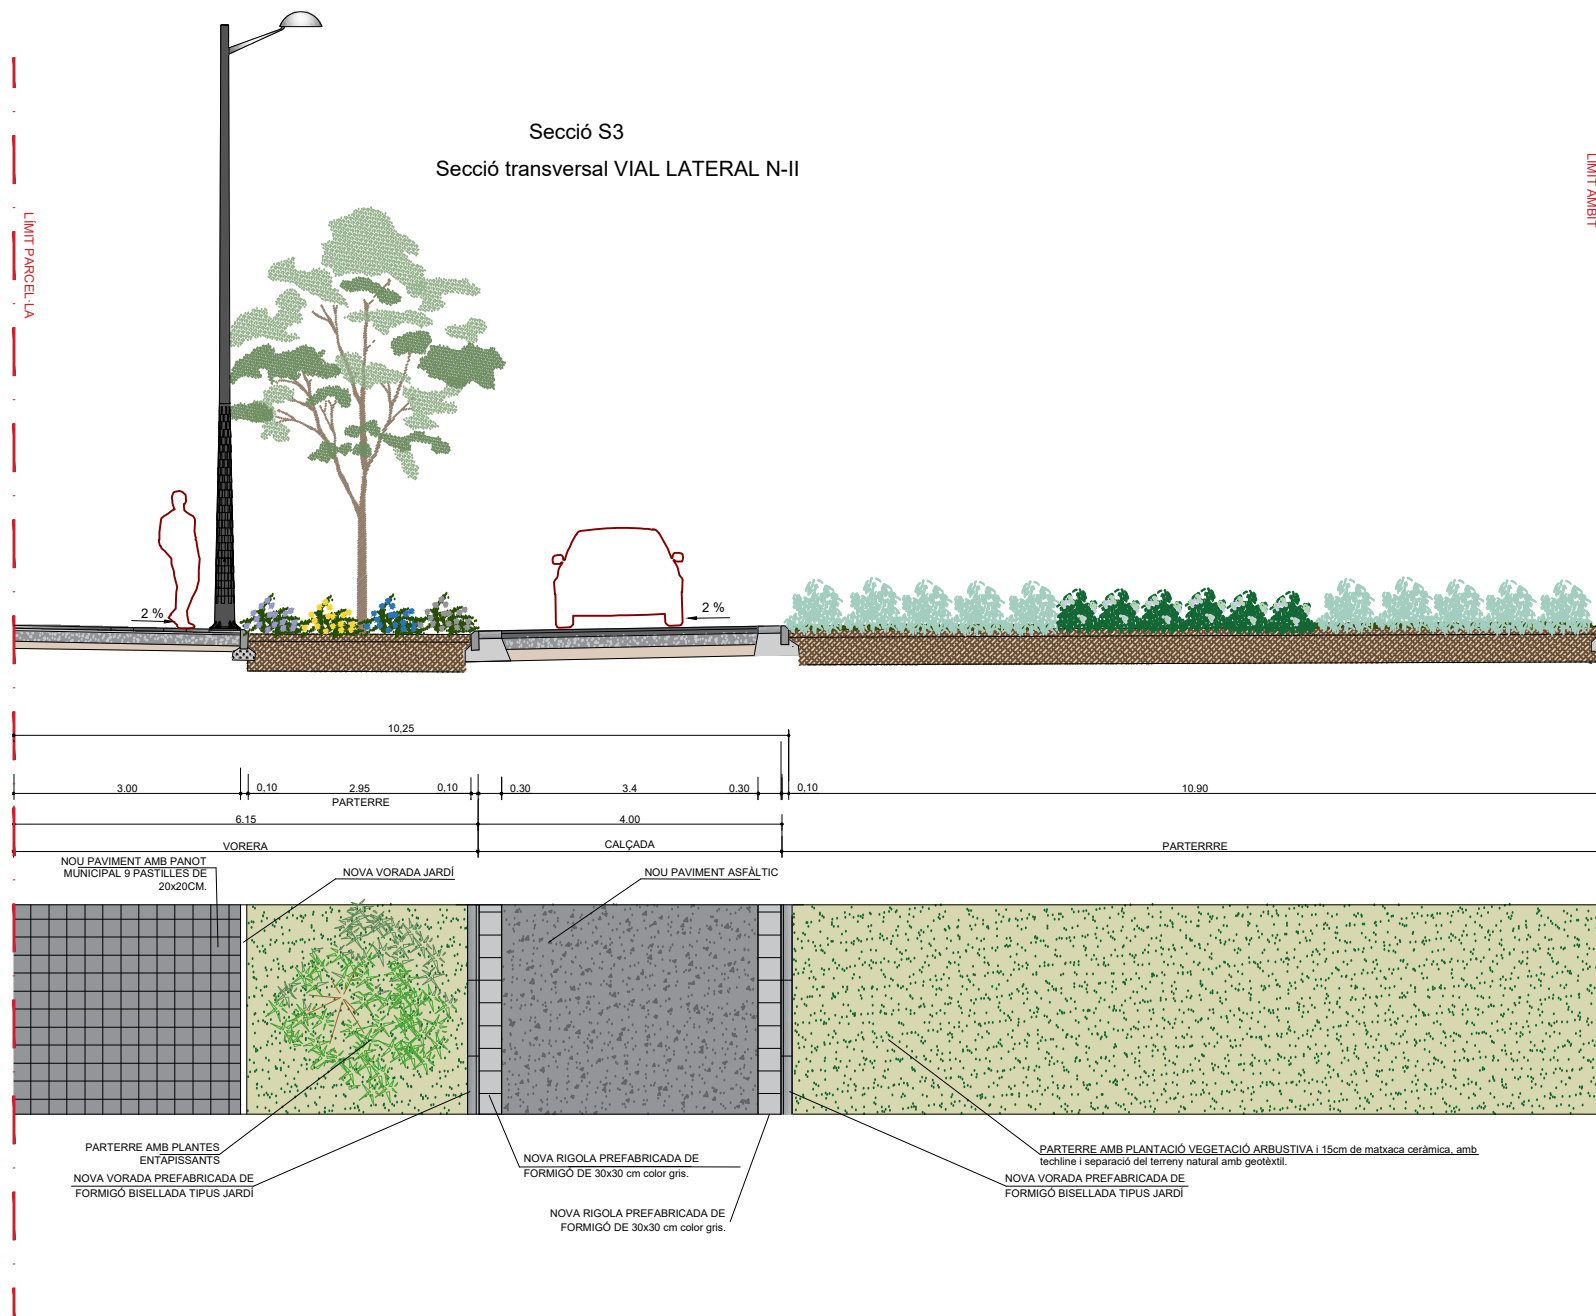 Secció S3
Secció transversal VIAL LATERAL N-II
LÍMIT PARCEL·LA
LÍMIT ÀMBIT
2 %
2 %
10,25
3.00
0,10
2.95
0,10
0.30
3.4
0.30
0,10
10.90
PARTERRE
6.15
4.00
VORERA
CALÇADA
PARTERRRE
NOU PAVIMENT AMB PANOT
MUNICIPAL 9 PASTILLES DE
20x20CM.
NOVA VORADA JARDÍ
NOU PAVIMENT ASFÀLTIC
PARTERRE AMB PLANTES
ENTAPISSANTS
NOVA VORADA PREFABRICADA DE
FORMIGÓ BISELLADA TIPUS JARDÍ
NOVA RIGOLA PREFABRICADA DE
FORMIGÓ DE 30x30 cm color gris.
NOVA RIGOLA PREFABRICADA DE
FORMIGÓ DE 30x30 cm color gris.
PARTERRE AMB PLANTACIÓ VEGETACIÓ ARBUSTIVA i 15cm de matxaca ceràmica, amb
techline i separació del terreny natural amb geotèxtil.
NOVA VORADA PREFABRICADA DE
FORMIGÓ BISELLADA TIPUS JARDÍ